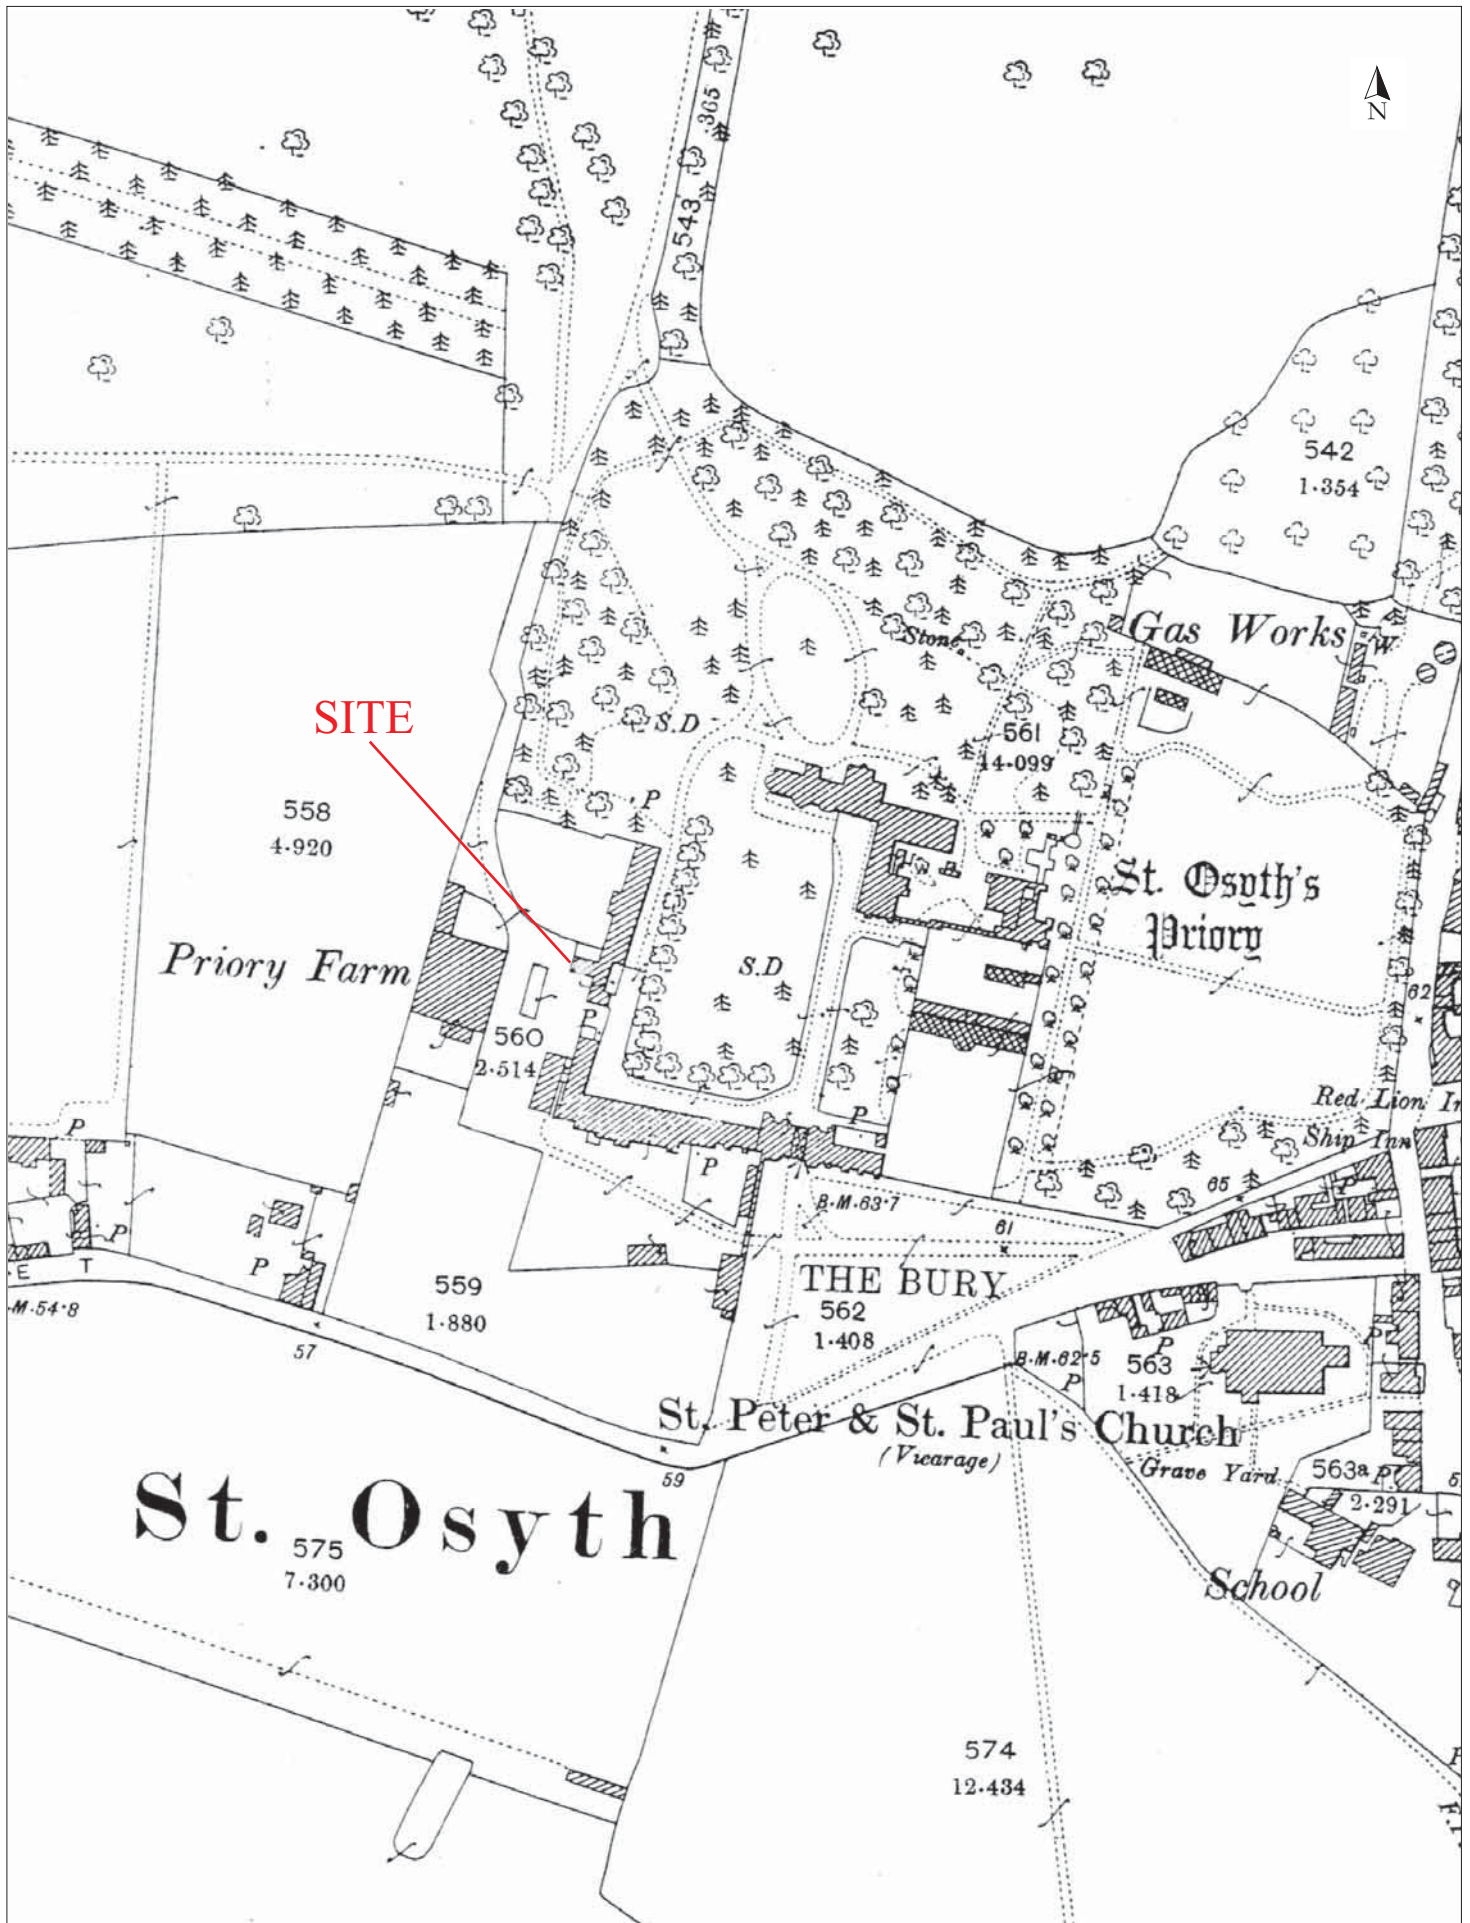 N
.365
543
542
1.354
Stone
Gas Works
W
S.D
SITE
561
14.099
P
558
4.920
St. Osyth's
Priory
Priory Farm
S.D
62
P
560
2.514
Red Lion
P
P
Ship Inn
P
P
65
B.M.63.7
61
P
P
E T
559
1.880
THE BURY
562
1.408
.M.54.8
57
B.M.62.5
P
P
563
1.418
P
St. Peter & St. Paul's Church
(Vicarage)
Grave Yard
59
563a
P.
2.291
St. Osyth
575
7.300
School
574
12.434